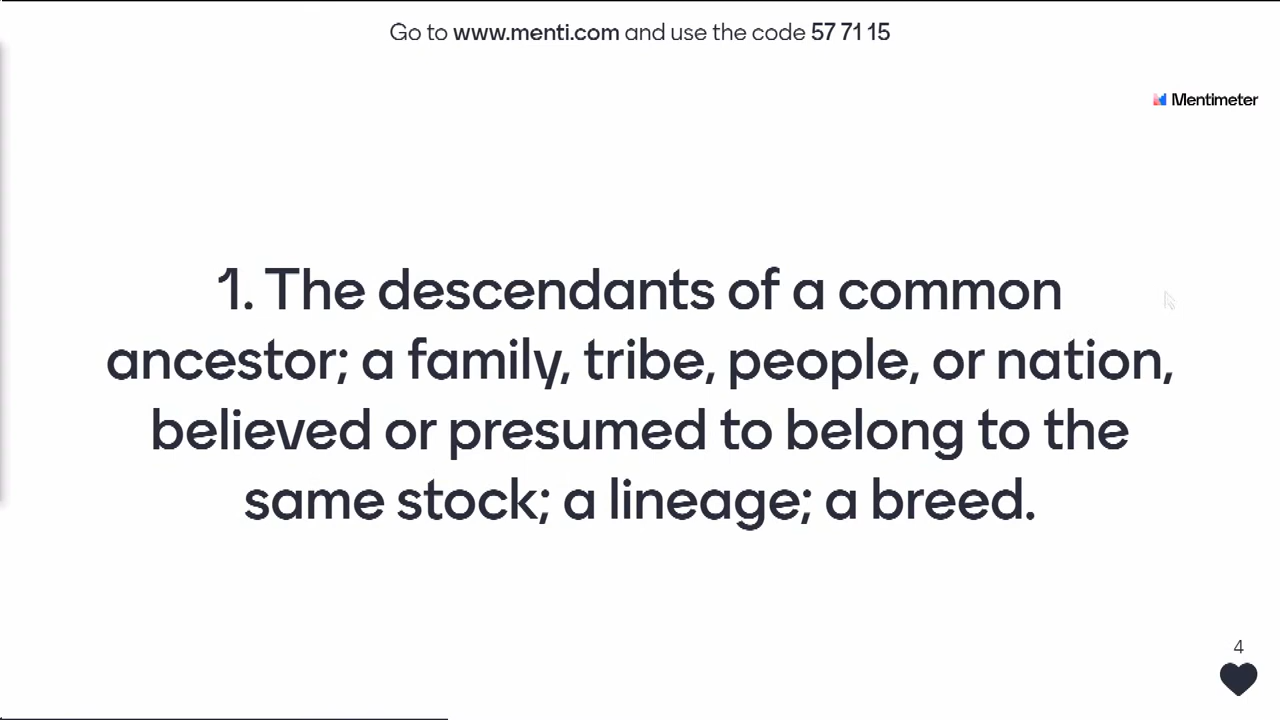 Go to www.menti.com and use the code 57 71 15
Mentimeter
1. The descendants of a common
ancestor; a family, tribe, people, or nation,
believed or presumed to belong to the
same stock; a lineage; a breed.
4